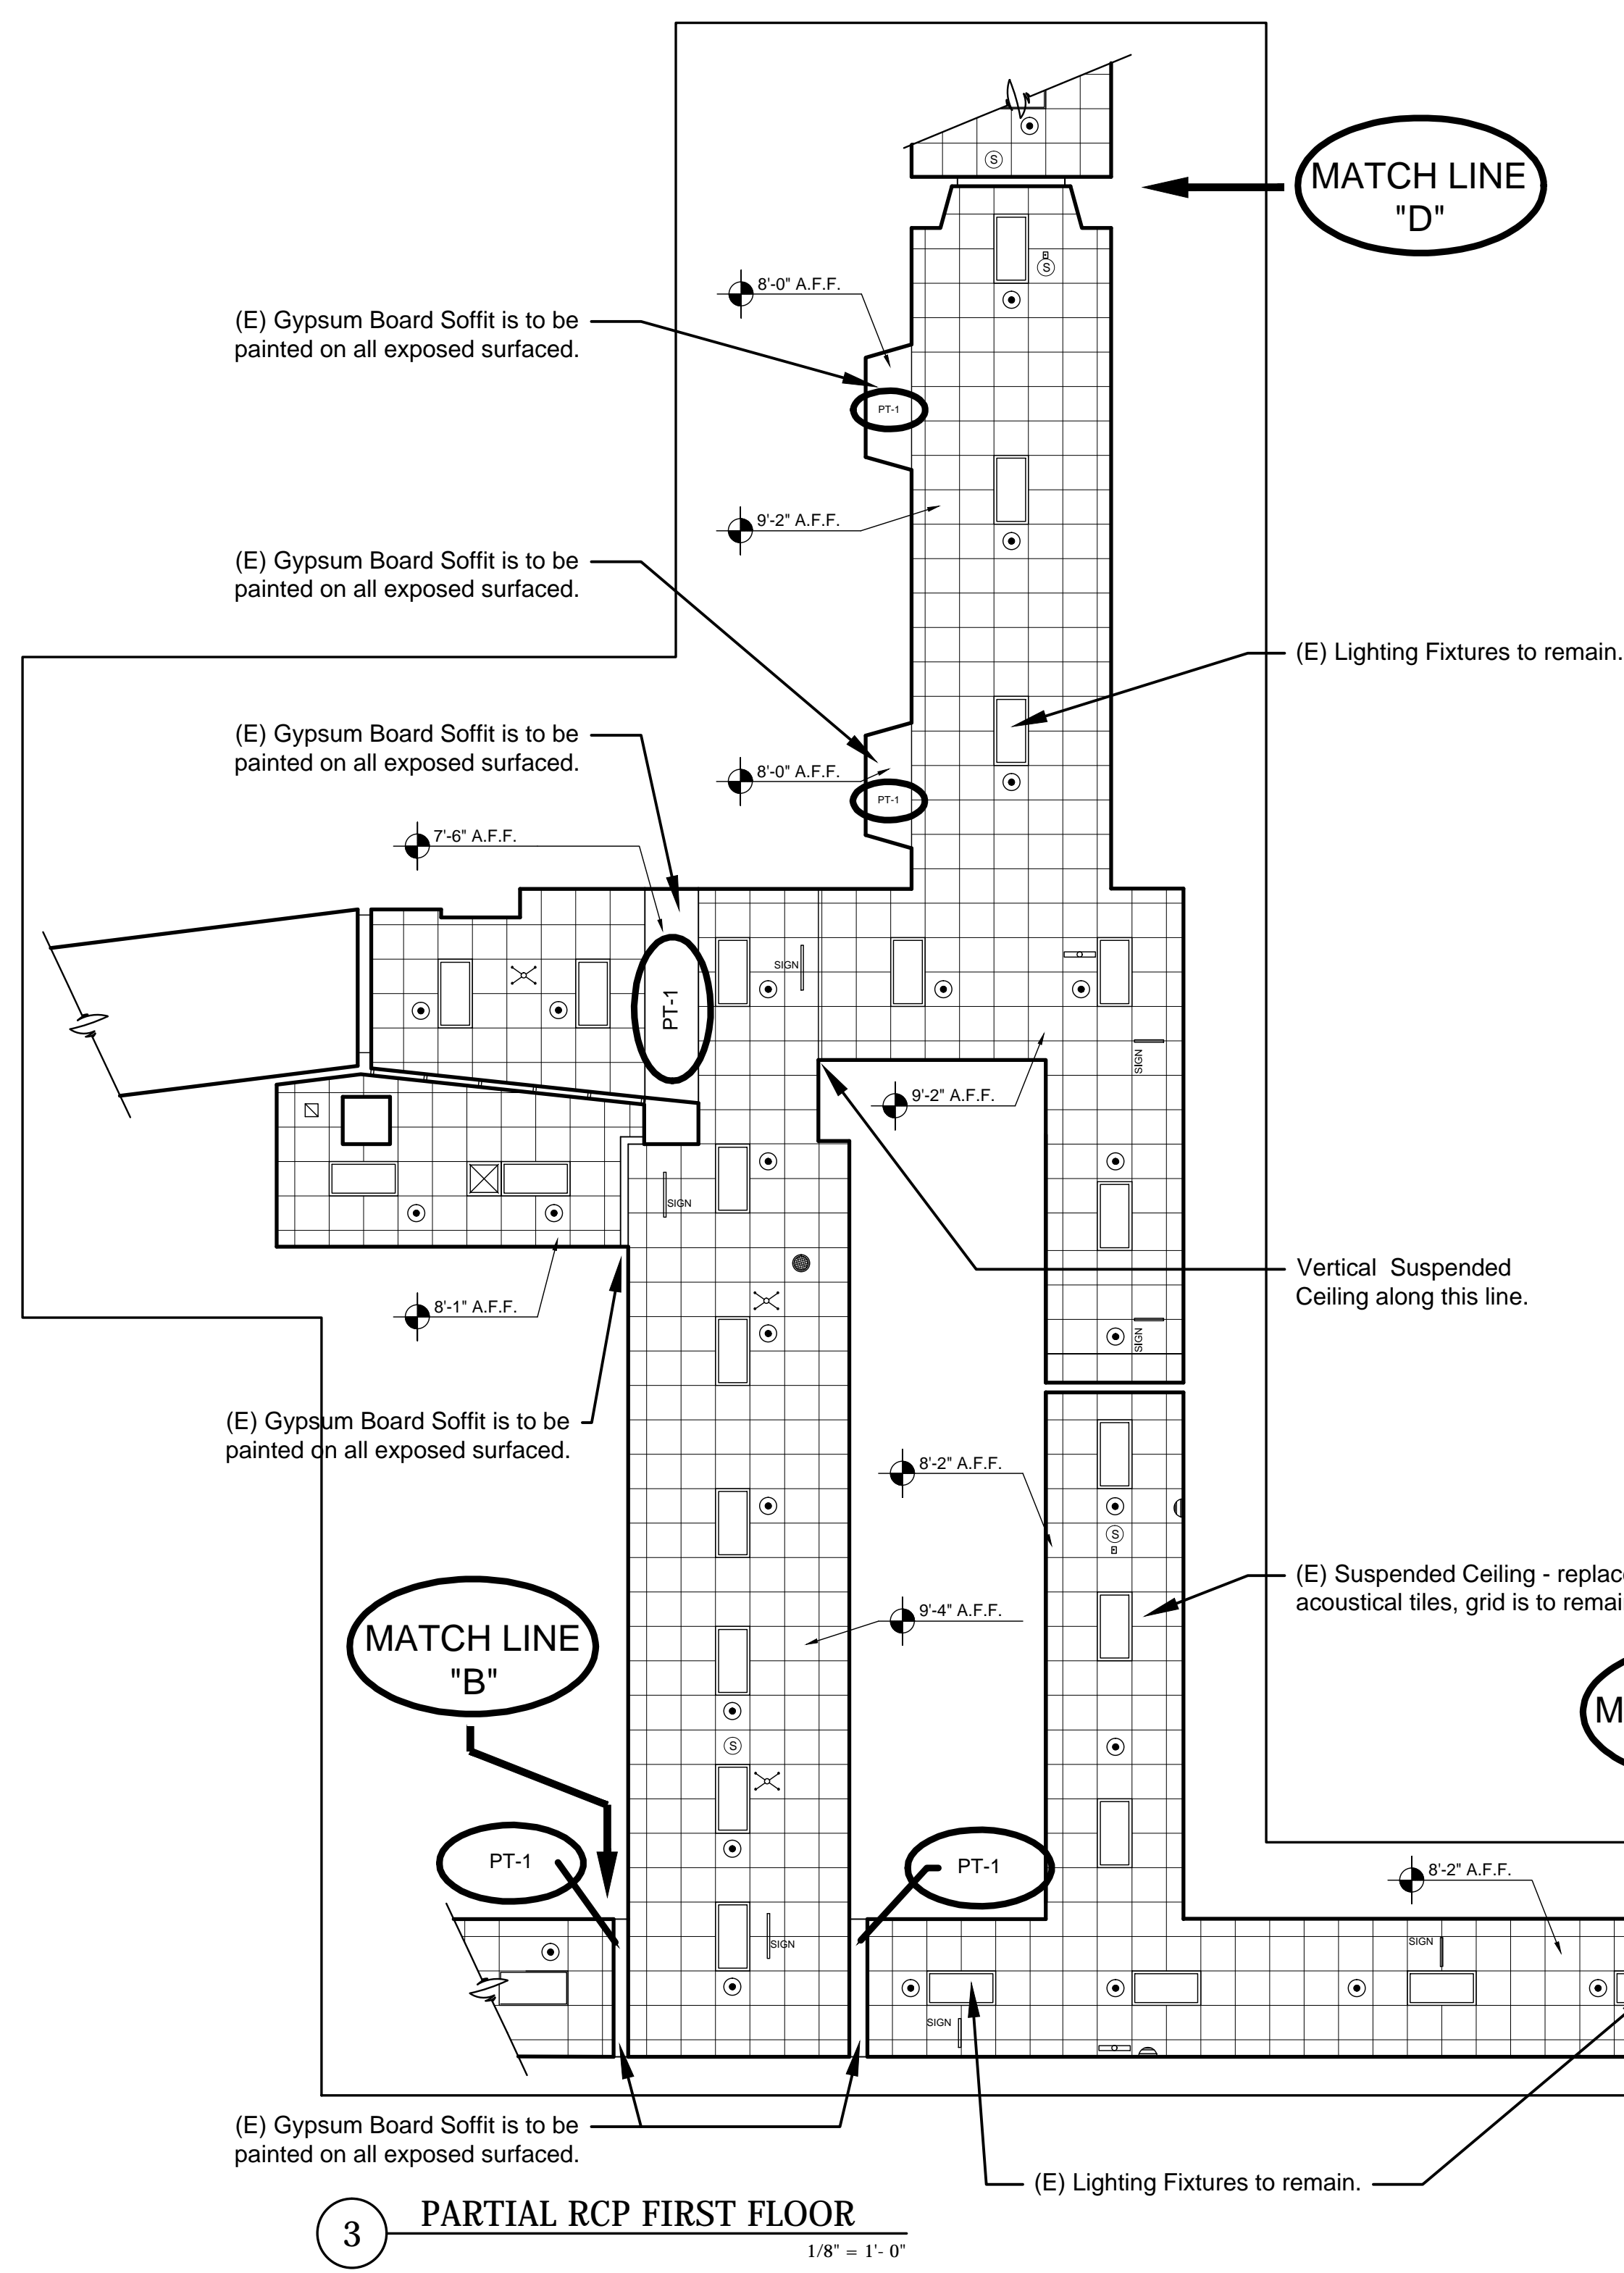 MATCH LINE
"D"
S
S
8'-0" A.F.F.
(E) Gypsum Board Soffit is to be
painted on all exposed surfaced.
PT-1
9'-2" A.F.F.
(E) Gypsum Board Soffit is to be
painted on all exposed surfaced.
(E) Lighting Fixtures to remain.
(E) Gypsum Board Soffit is to be
painted on all exposed surfaced.
8'-0" A.F.F.
PT-1
7'-6" A.F.F.
SIGN
PT-1
SIGN
9'-2" A.F.F.
SIGN
Vertical Suspended
Ceiling along this line.
8'-1" A.F.F.
SIGN
(E) Gypsum Board Soffit is to be
painted on all exposed surfaced.
8'-2" A.F.F.
S
(E) Suspended Ceiling - replac
acoustical tiles, grid is to remai
9'-4" A.F.F.
MATCH LINE
"B"
M
S
PT-1
PT-1
8'-2" A.F.F.
SIGN
SIGN
SIGN
(E) Gypsum Board Soffit is to be
painted on all exposed surfaced.
(E) Lighting Fixtures to remain.
3
PARTIAL RCP FIRST FLOOR
1/8" = 1'- 0"